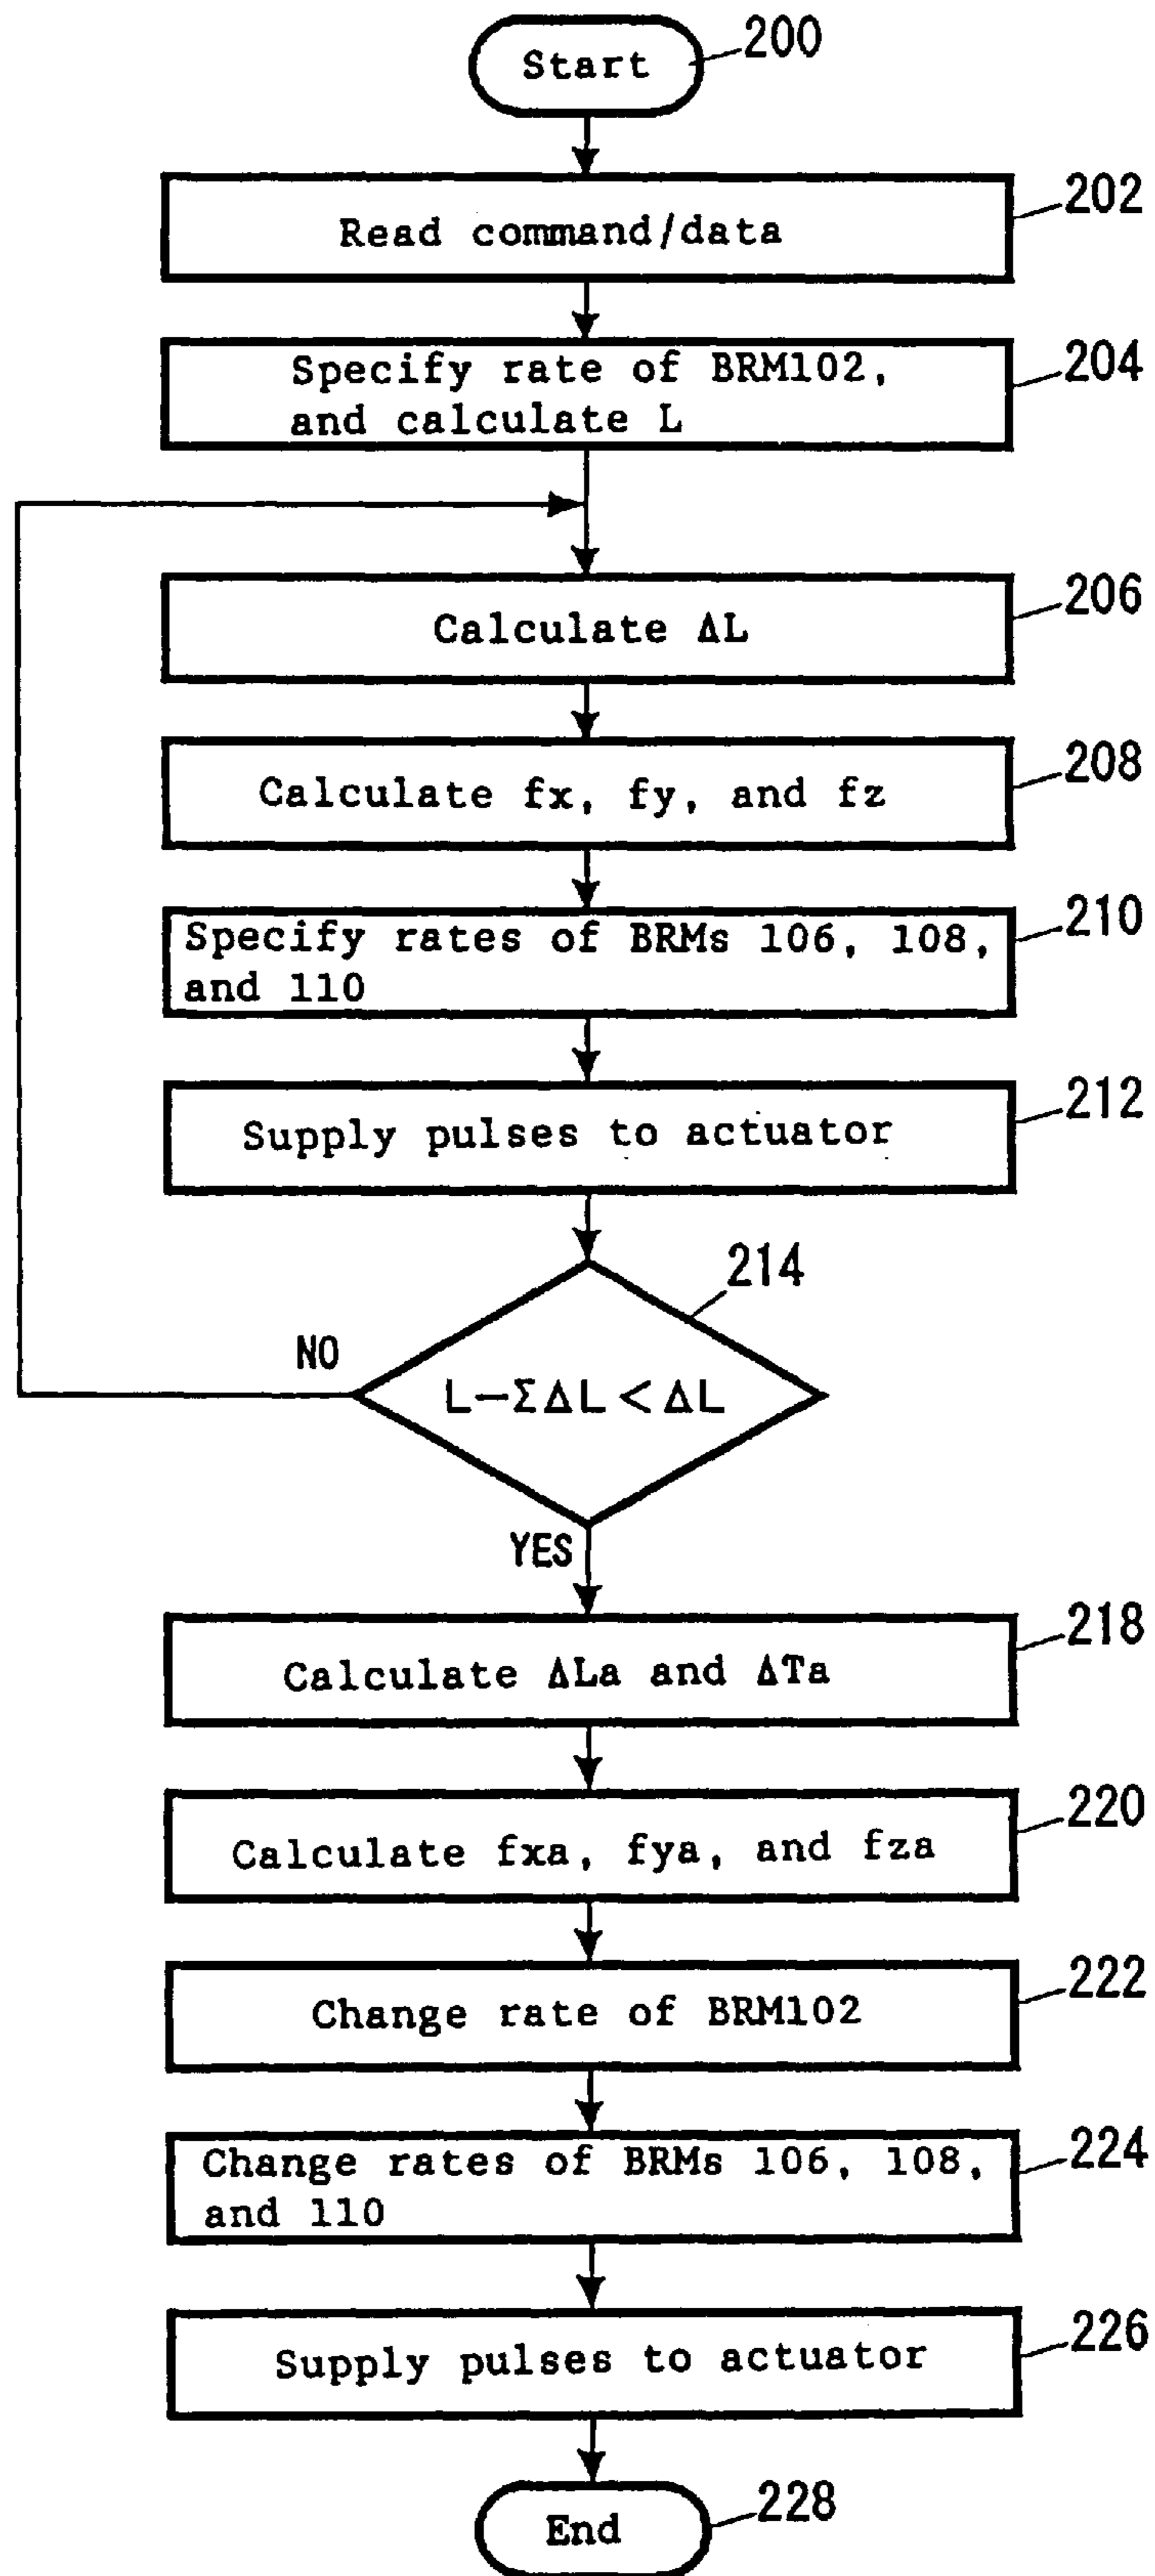 Start
200
202
Read command/data
204
Specify rate of BRM102,
and calculate L
206
Calculate ΔL
208
Calculate fx, fy, and fz
210
Specify rates of BRMs 106, 108,
and 110
212
Supply pulses to actuator
214
NO
L-ΣΔL<ΔL
YES
218
Calculate ΔLa and ΔTa
220
Calculate fxa, fya, and fza
222
Change rate of BRM102
224
Change rates of BRMs 106, 108,
and 110
226
Supply pulses to actuator
228
End